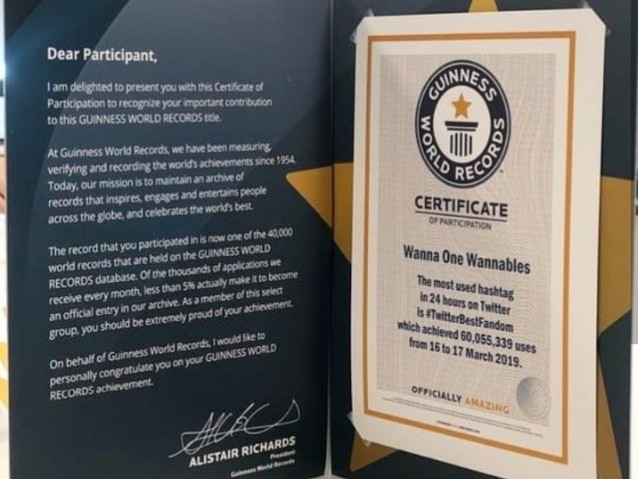 Dear Participant,
I am delighted to present you with this Certificate of
Participation to recognize your important contribution
to this GUINNESS WORLD RECORDS title.
At Guinness World Records, we have been measuring,
verifying and recording the world's achievements since 1954.
Today, our mission is to maintain an archive of
records that inspires, engages and entertains people
across the globe, and celebrates the world's best.
The record that you participated in is now one of the 40,000
world records that are held on the GUINNESS WORLD
RECORDS database. Of the thousands of applications we
receive every month, less than 5% actually make it to become
an official entry in our archive. As a member of this select
group, you should be extremely proud of your achievement.
On behalf of Guinness World Records, I would like to
personally congratulate you on your GUINNESS WORLD
RECORDS achievement.
ALISTAIR RICHARDS
President
Guinness World Records
GUINNESS
WORLD RECORDS
CERTIFICATE
OF PARTICIPATION
Wanna One Wannables
The most used hashtag
in 24 hours on Twitter
is #TwitterBestFandom
which achieved 60,055,339 uses
from 16 to 17 March 2019.
OFFICIALLY AMAZING